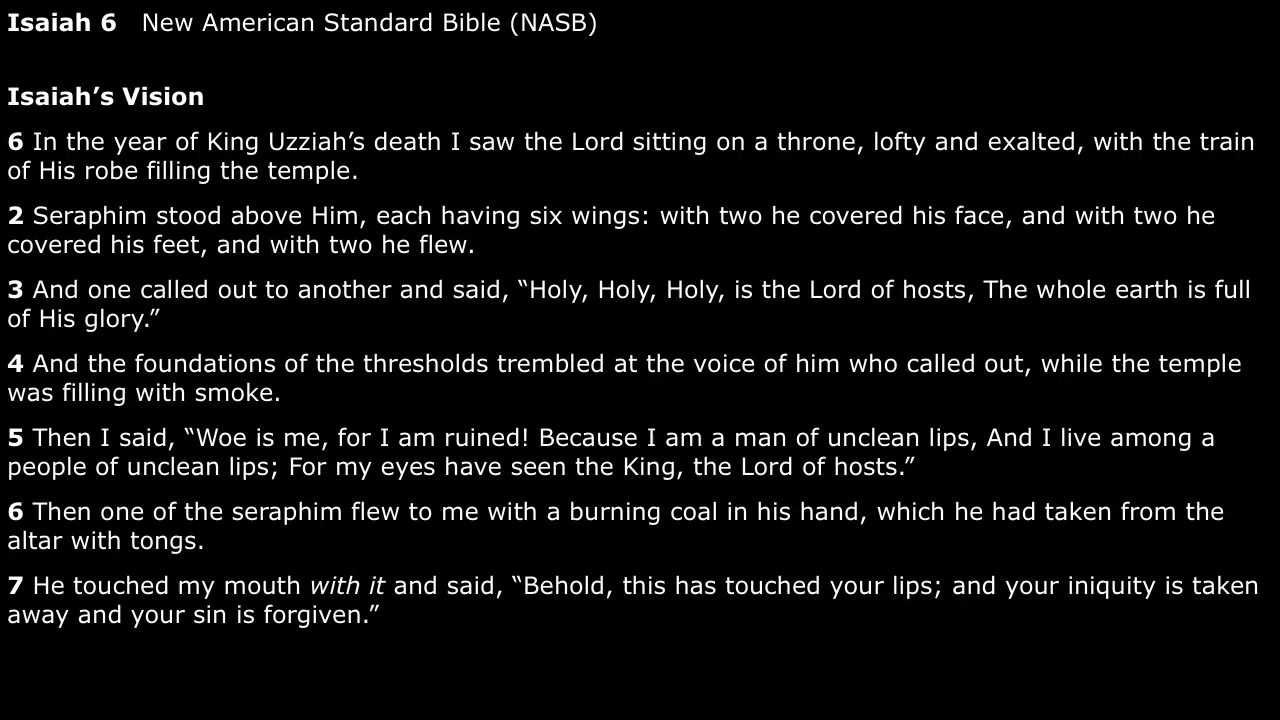 Isaiah 6   New American Standard Bible (NASB)
Isaiah’s Vision
6 In the year of King Uzziah’s death I saw the Lord sitting on a throne, lofty and exalted, with the train
of His robe filling the temple.
2 Seraphim stood above Him, each having six wings: with two he covered his face, and with two he
covered his feet, and with two he flew.
3 And one called out to another and said, “Holy, Holy, Holy, is the Lord of hosts, The whole earth is full
of His glory.”
4 And the foundations of the thresholds trembled at the voice of him who called out, while the temple
was filling with smoke.
5 Then I said, “Woe is me, for I am ruined! Because I am a man of unclean lips, And I live among a
people of unclean lips; For my eyes have seen the King, the Lord of hosts.”
6 Then one of the seraphim flew to me with a burning coal in his hand, which he had taken from the
altar with tongs.
7 He touched my mouth with it and said, “Behold, this has touched your lips; and your iniquity is taken
away and your sin is forgiven.”